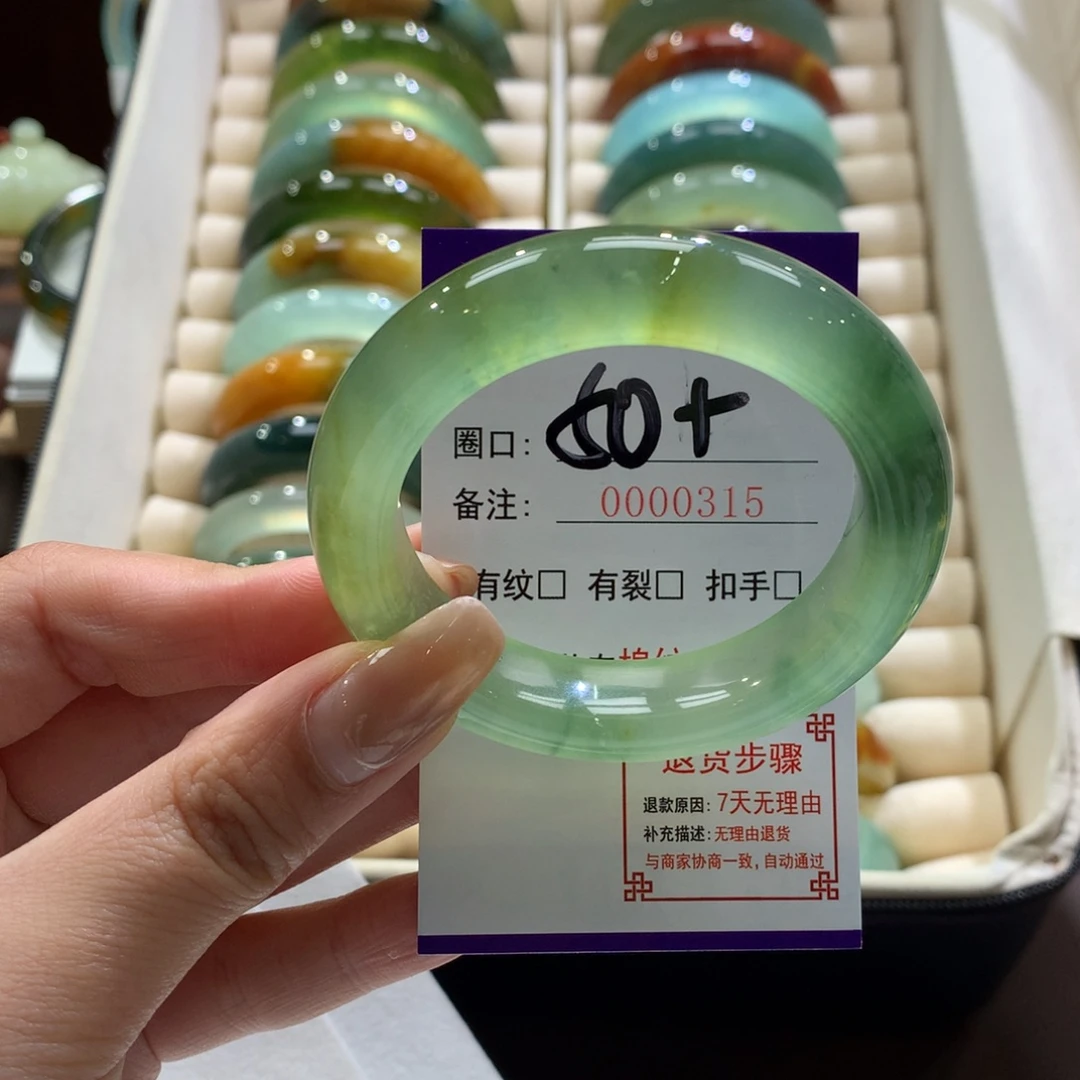 圈口: 60+
备注: 0000315
有纹□ 有裂□ 扣手□
退货步骤
退款原因: 7天无理由
补充描述: 无理由退货
与商家协商一致, 自动通过